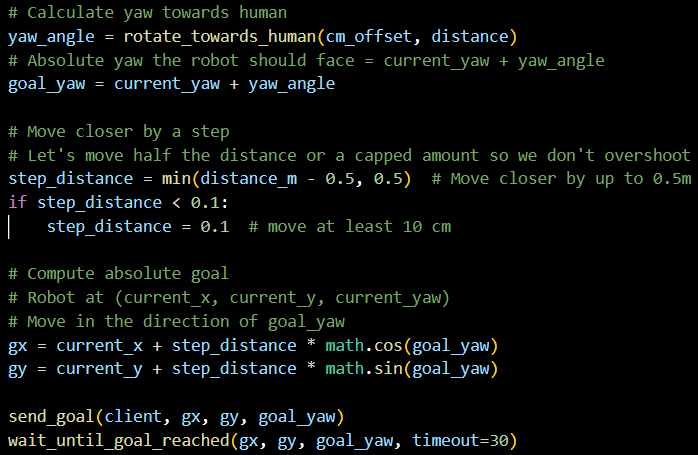 # Calculate yaw towards human
yaw_angle = rotate_towards_human(cm_offset, distance)
# Absolute yaw the robot should face = current_yaw + yaw_angle
goal_yaw = current_yaw + yaw_angle
# Move closer by a step
# Let's move half the distance or a capped amount so we don't overshoot
step_distance = min(distance_m - 0.5, 0.5)  # Move closer by up to 0.5m
if step_distance < 0.1:
    step_distance = 0.1  # move at least 10 cm
# Compute absolute goal
# Robot at (current_x, current_y, current_yaw)
# Move in the direction of goal_yaw
gx = current_x + step_distance * math.cos(goal_yaw)
gy = current_y + step_distance * math.sin(goal_yaw)
send_goal(client, gx, gy, goal_yaw)
wait_until_goal_reached(gx, gy, goal_yaw, timeout=30)